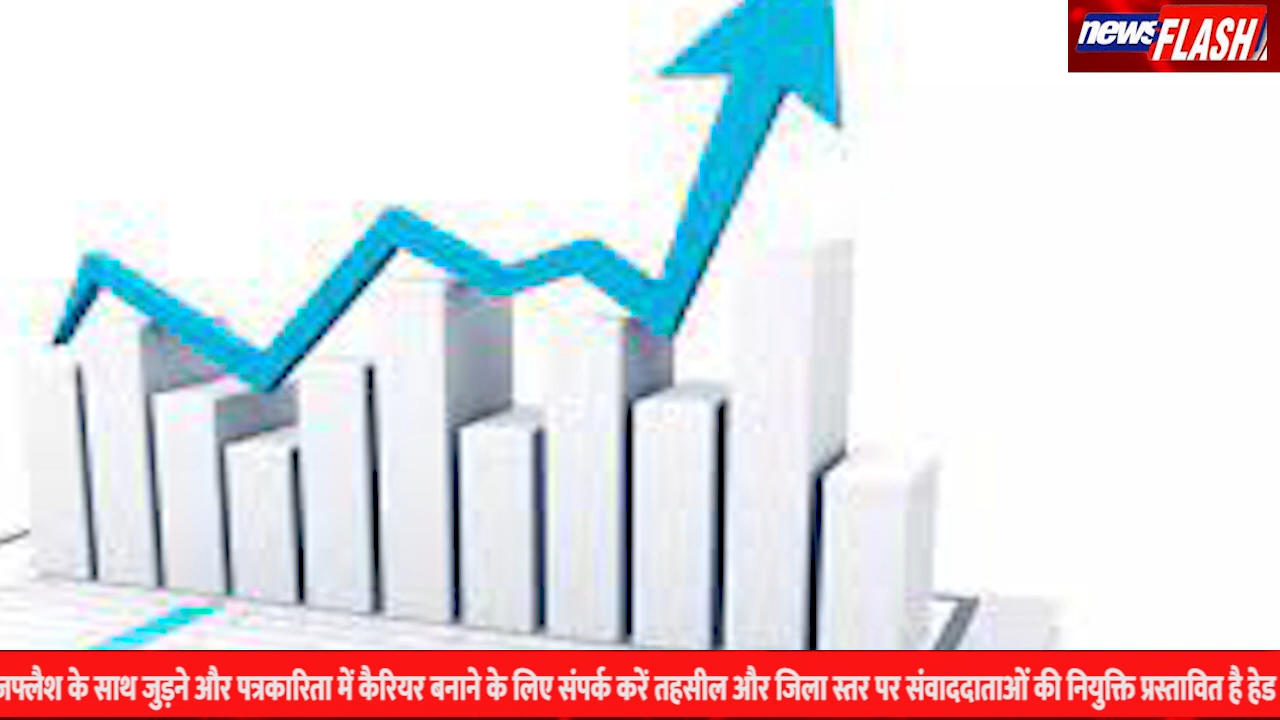 news FLASH
जफ्लैश के साथ जुड़ने और पत्रकारिता में कैरियर बनाने के लिए संपर्क करें तहसील और जिला स्तर पर संवाददाताओं की नियुक्ति प्रस्तावित है हेड